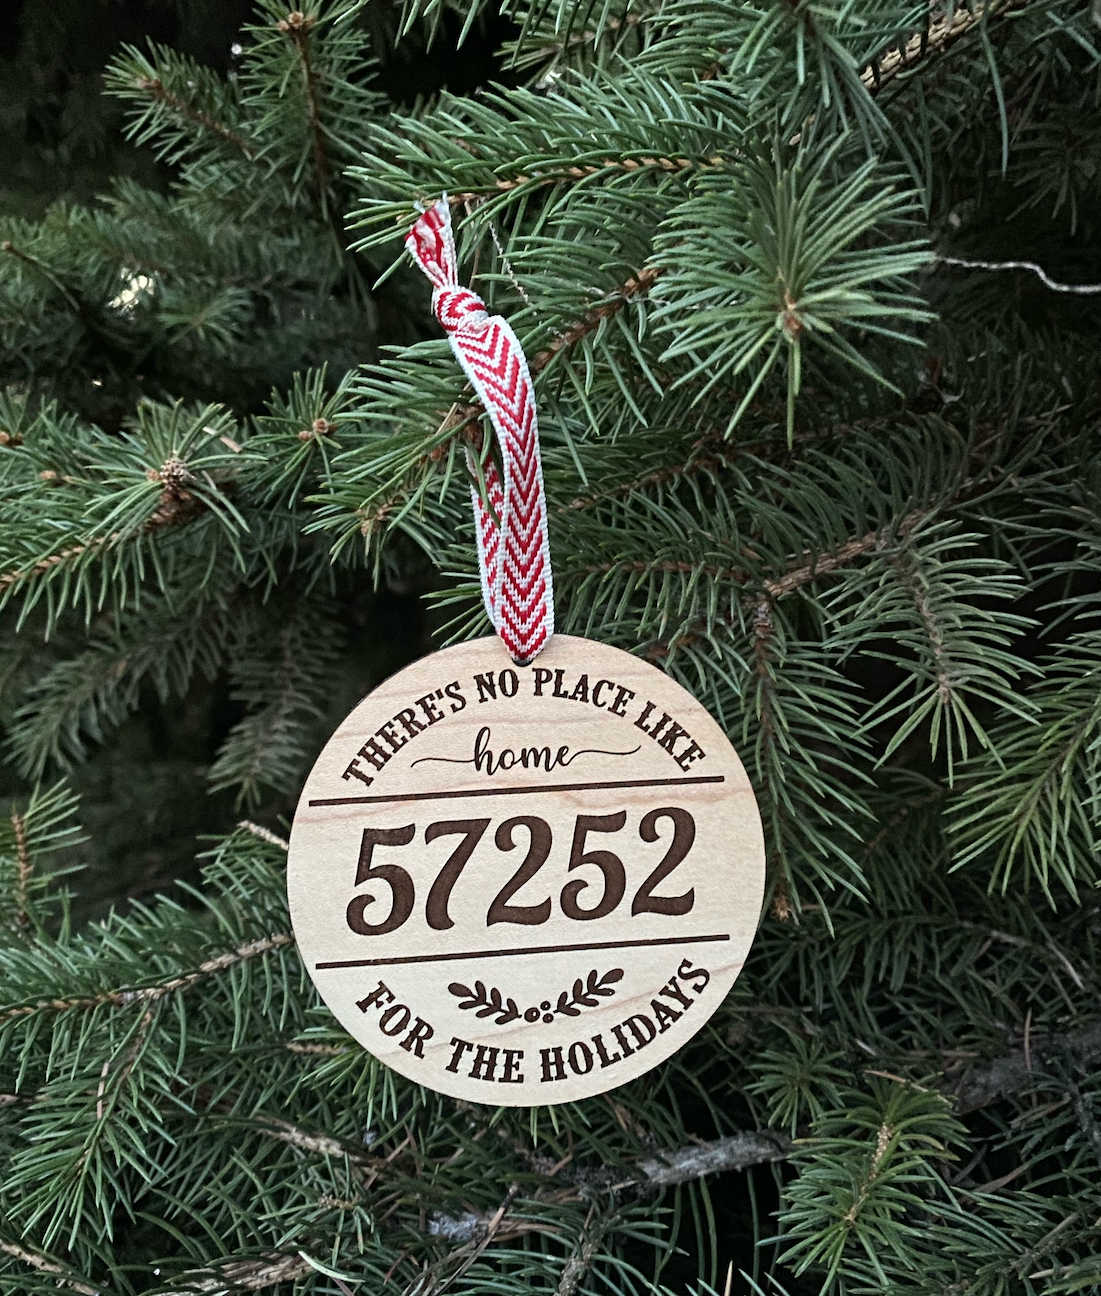 THERE'S NO PLACE LIKE
home
57252
FOR THE HOLIDAYS